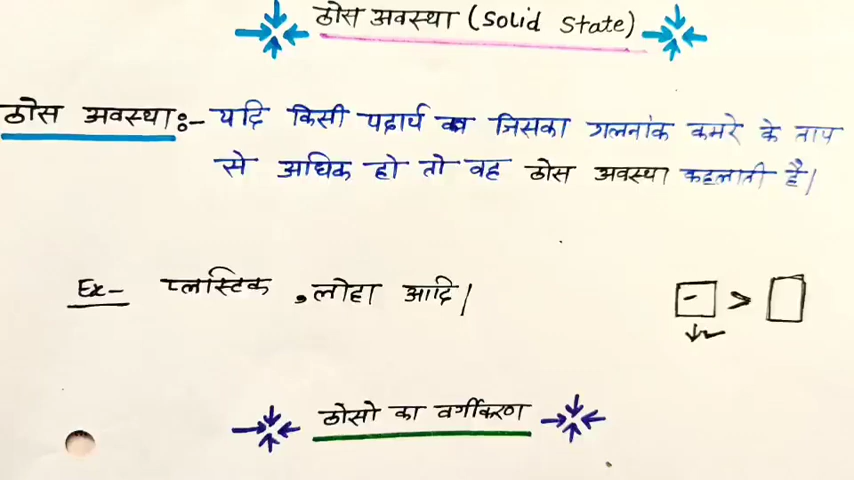 ठोस अवस्था (Solid State)
ठोस अवस्था :- यदि किसी पदार्थ का जिसका गलनांक कमरे के ताप
से अधिक हो तो वह ठोस अवस्था कहलाती है।
Ex- प्लास्टिक , लोहा आदि।
>
ठोसो का वर्गीकरण